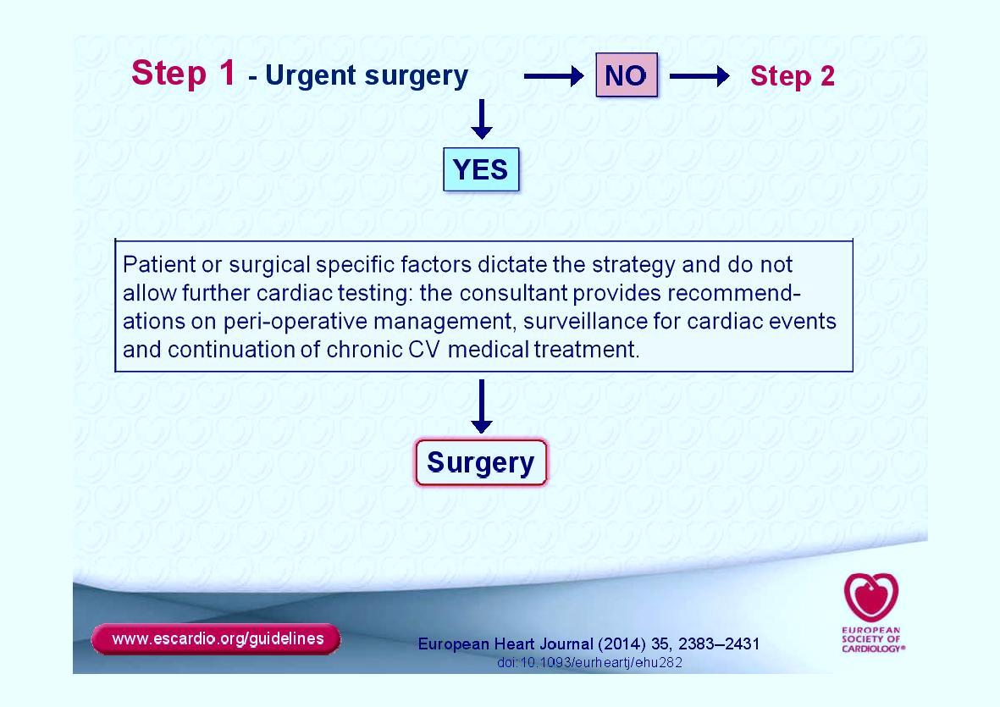 Step 1 - Urgent surgery NO Step 2
YES
Patient or surgical specific factors dictate the strategy and do not
allow further cardiac testing: the consultant provides recommend-
ations on peri-operative management, surveillance for cardiac events
and continuation of chronic CV medical treatment.
Surgery
www.escardio.org/guidelines
European Heart Journal (2014) 35, 2383–2431
doi:10.1093/eurheartj/ehu282
EUROPEAN
SOCIETY OF
CARDIOLOGY®